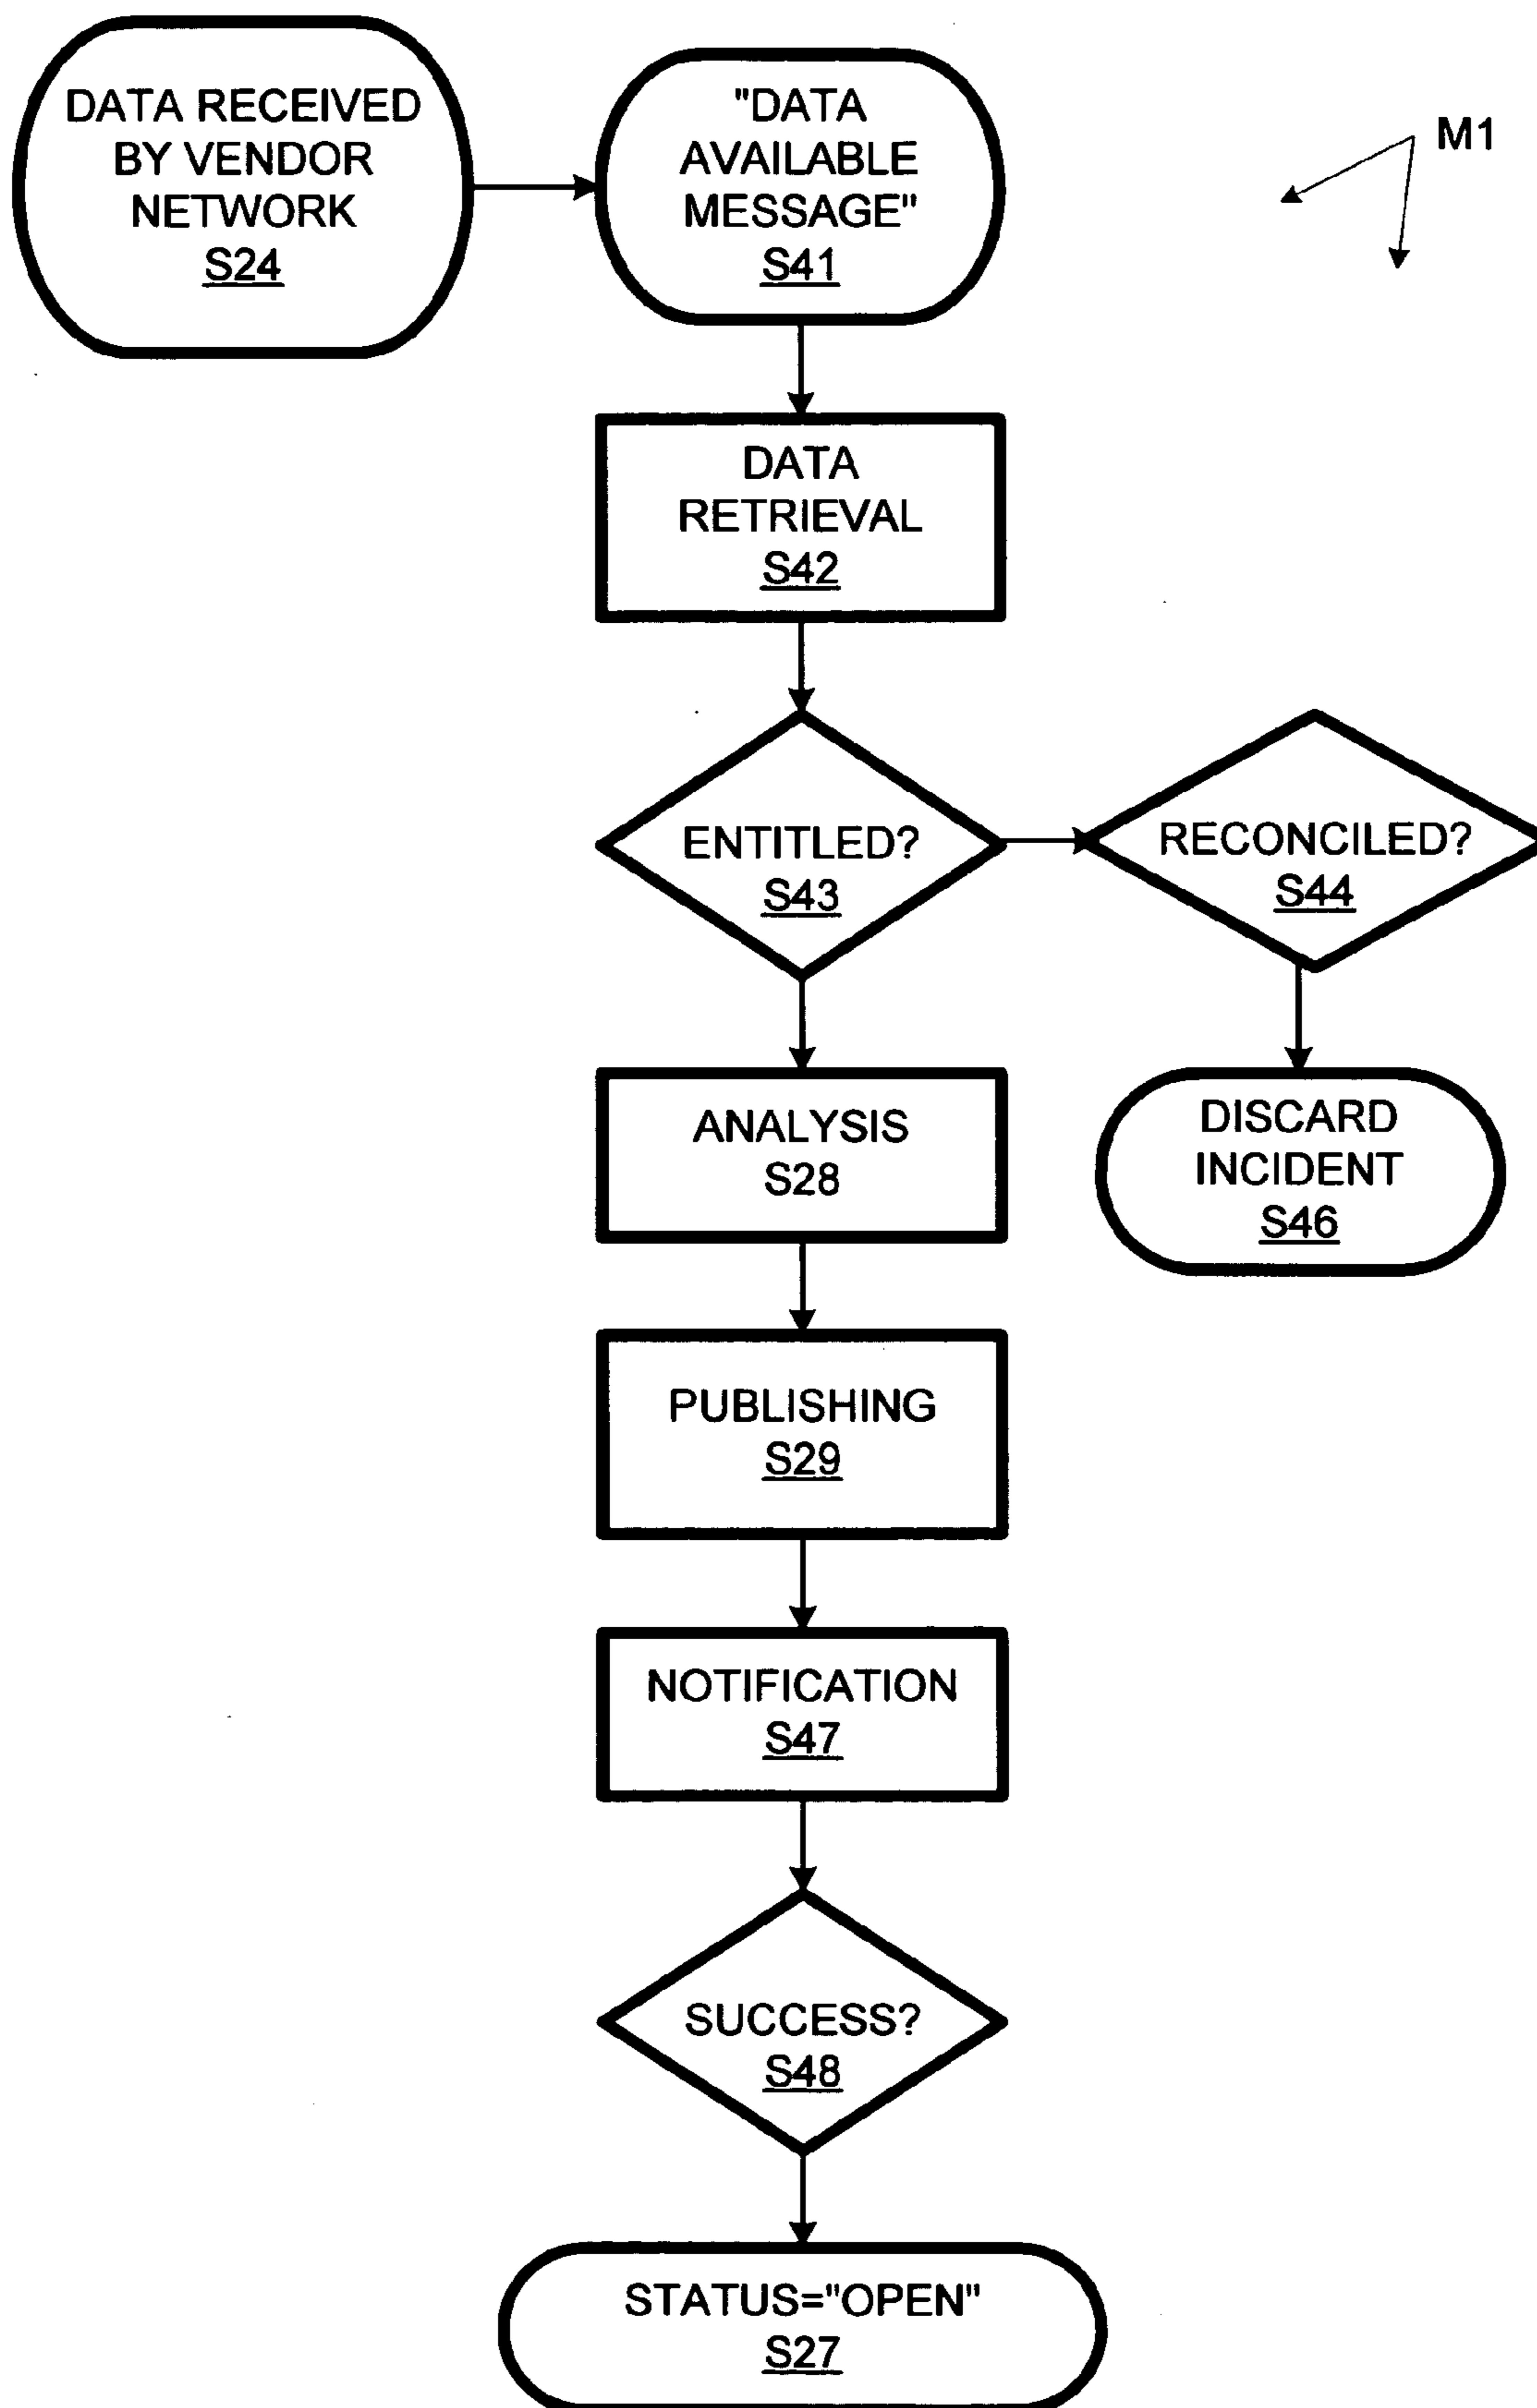 DATA RECEIVED
BY VENDOR
NETWORK
S24
"DATA
AVAILABLE
MESSAGE"
S41
M1
DATA
RETRIEVAL
S42
ENTITLED?
S43
RECONCILED?
S44
ANALYSIS
S28
DISCARD
INCIDENT
S46
PUBLISHING
S29
NOTIFICATION
S47
SUCCESS?
S48
STATUS="OPEN"
S27